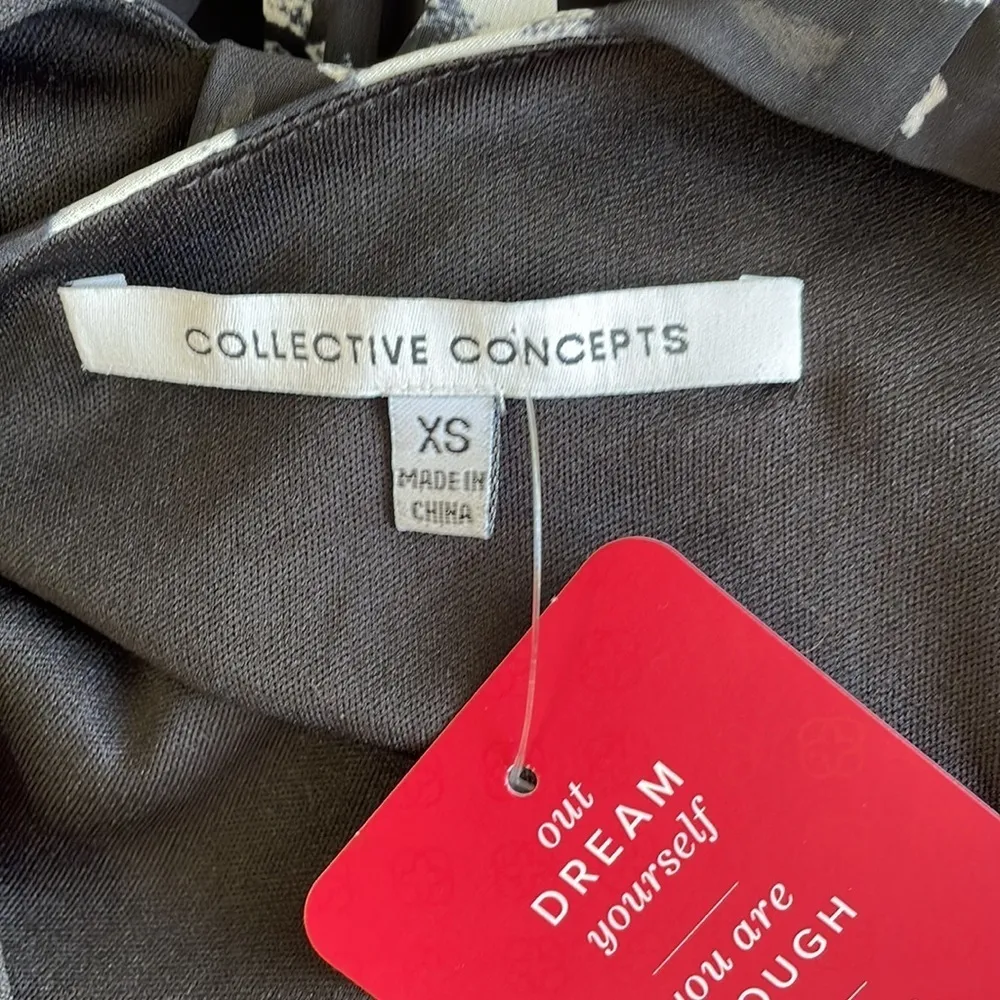 COLLECTIVE CONCEPTS
XS
MADE IN
CHINA
out
DREAM
yourself
you are